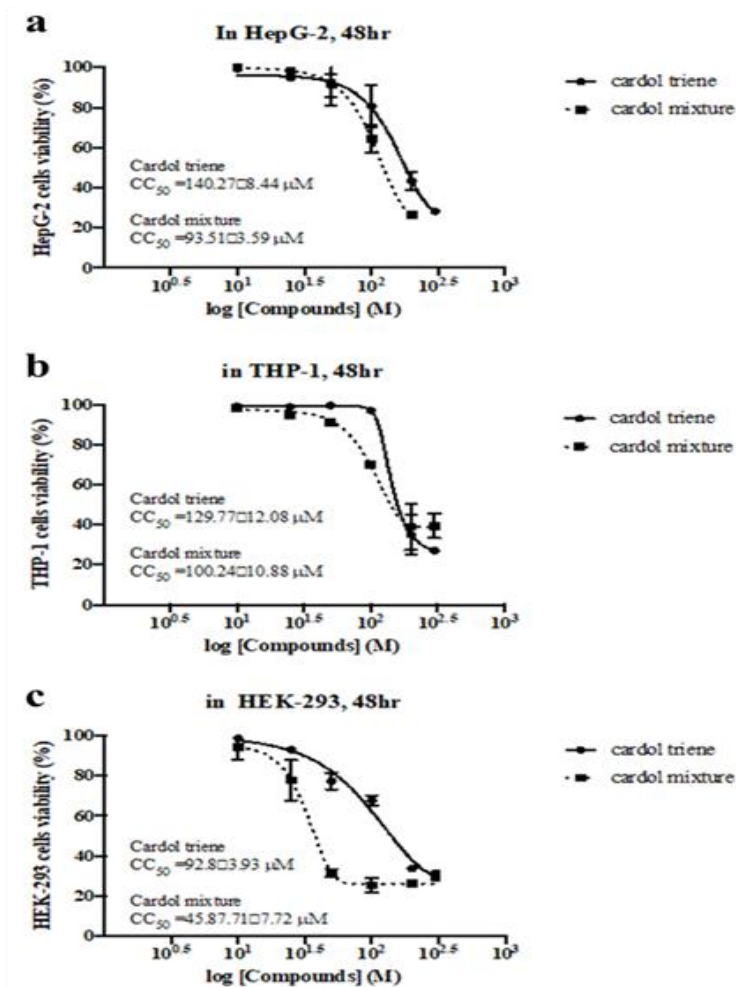 a
In HepG-2, 48hr
HepG-2 cells viability (%)
100
80
60
40
20
0
Cardol triene
CC50 =140.27□8.44 μM
Cardol mixture
CC50 =93.51□3.59 μM
cardol triene
cardol mixture
10^0.5 10^1 10^1.5 10^2 10^2.5 10^3
log [Compounds] (M)
b
in THP-1, 48hr
THP-1 cells viability (%)
100
80
60
40
20
0
Cardol triene
CC50 =129.77□12.08 μM
Cardol mixture
CC50 =100.24□10.88 μM
cardol triene
cardol mixture
10^0.5 10^1 10^1.5 10^2 10^2.5 10^3
log [Compounds] (M)
c
in HEK-293, 48hr
HEK-293 cells viability (%)
100
80
60
40
20
0
Cardol triene
CC50 =92.8□3.93 μM
Cardol mixture
CC50 =45.87.71□7.72 μM
cardol triene
cardol mixture
10^0.5 10^1 10^1.5 10^2 10^2.5 10^3
log [Compounds] (M)